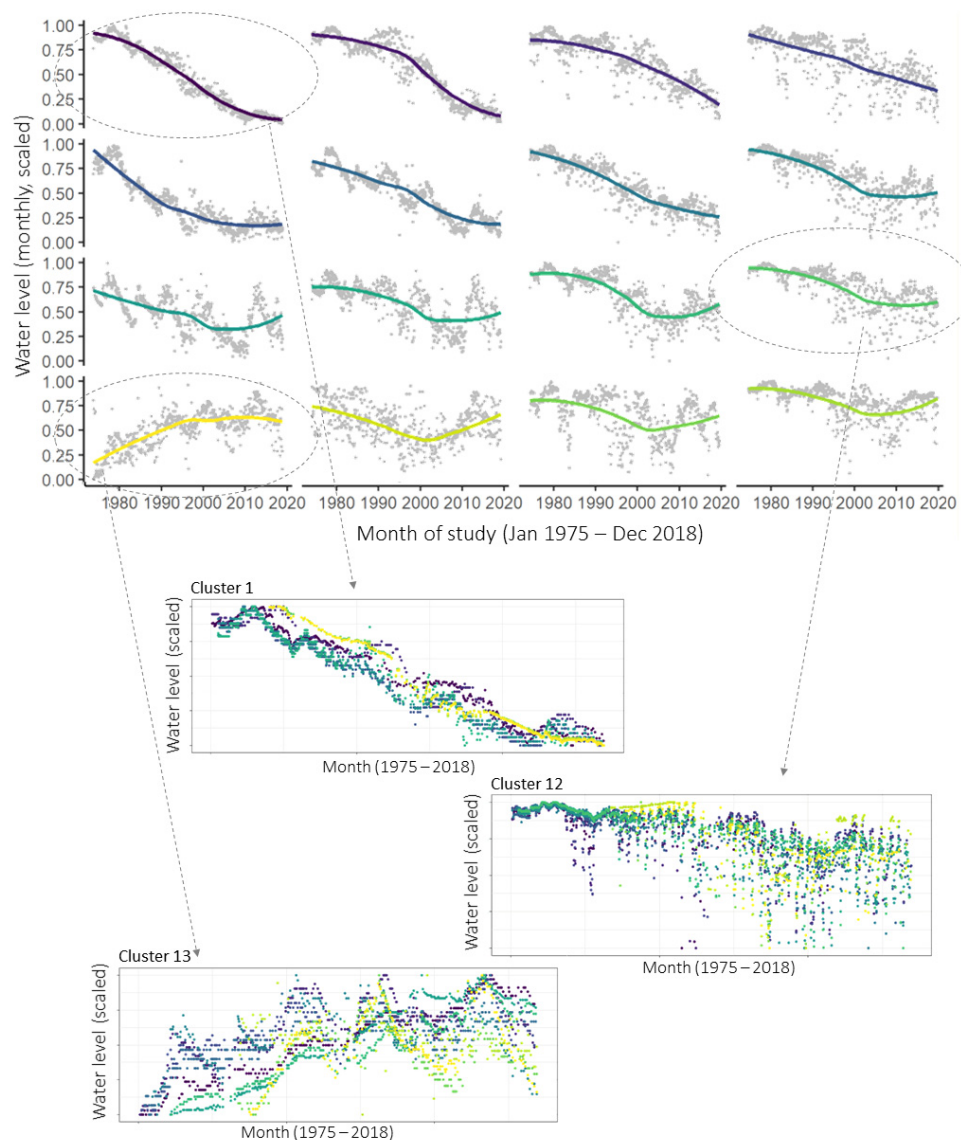 Water level (monthly, scaled)
1.00
0.75
0.50
0.25
0.00
1.00
0.75
0.50
0.25
0.00
1.00
0.75
0.50
0.25
0.00
1.00
0.75
0.50
0.25
0.00
1980 1990 2000 2010 2020 1980 1990 2000 2010 2020 1980 1990 2000 2010 2020 1980 1990 2000 2010 2020
Month of study (Jan 1975 – Dec 2018)
Cluster 1
Water level (scaled)
Month (1975 – 2018)
Cluster 12
Water level (scaled)
Month (1975 – 2018)
Cluster 13
Water level (scaled)
Month (1975 – 2018)